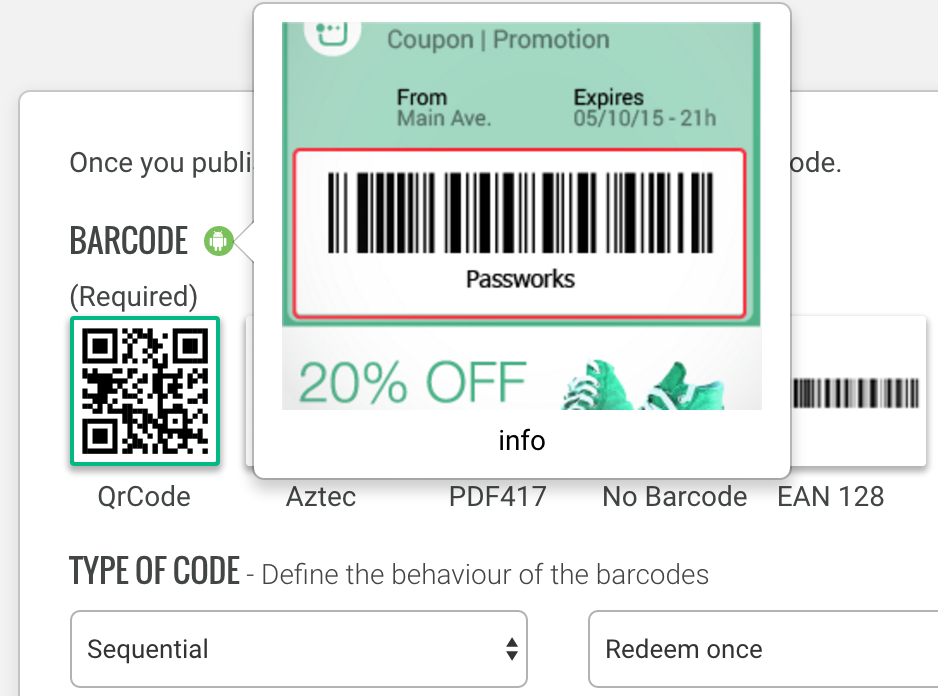 Coupon | Promotion
From
Main Ave.
Expires
05/10/15 - 21h
Passworks
20% OFF
info
Once you publi
ode.
BARCODE
(Required)
QrCode
Aztec
PDF417
No Barcode
EAN 128
TYPE OF CODE - Define the behaviour of the barcodes
Sequential
Redeem once